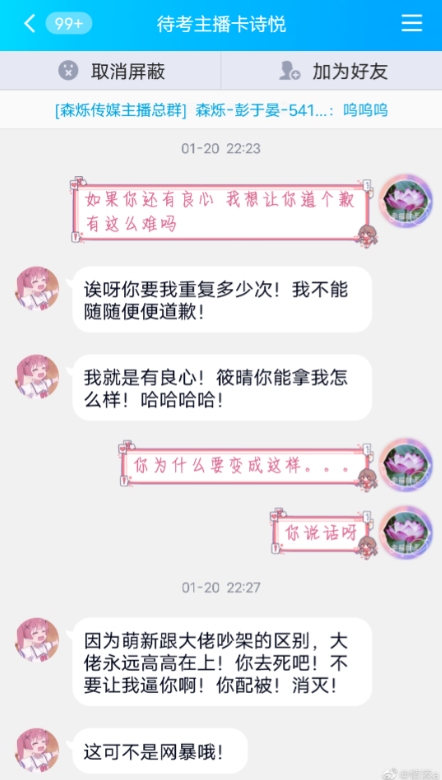 99+
待考主播卡诗悦
取消屏蔽
加为好友
[森烁传媒主播总群] 森烁-彭于晏-541...：呜呜呜
01-20 22:23
如果你还有良心 我想让你道个歉
有这么难吗
诶呀你要我重复多少次！我不能
随随便便道歉！
我就是有良心！筱晴你能拿我怎
么样！哈哈哈哈！
你为什么要变成这样。。。
你说话呀
01-20 22:27
因为萌新跟大佬吵架的区别，大
佬永远高高在上！你去死吧！不
要让我逼你啊！你配被！消灭！
这可不是网暴哦！